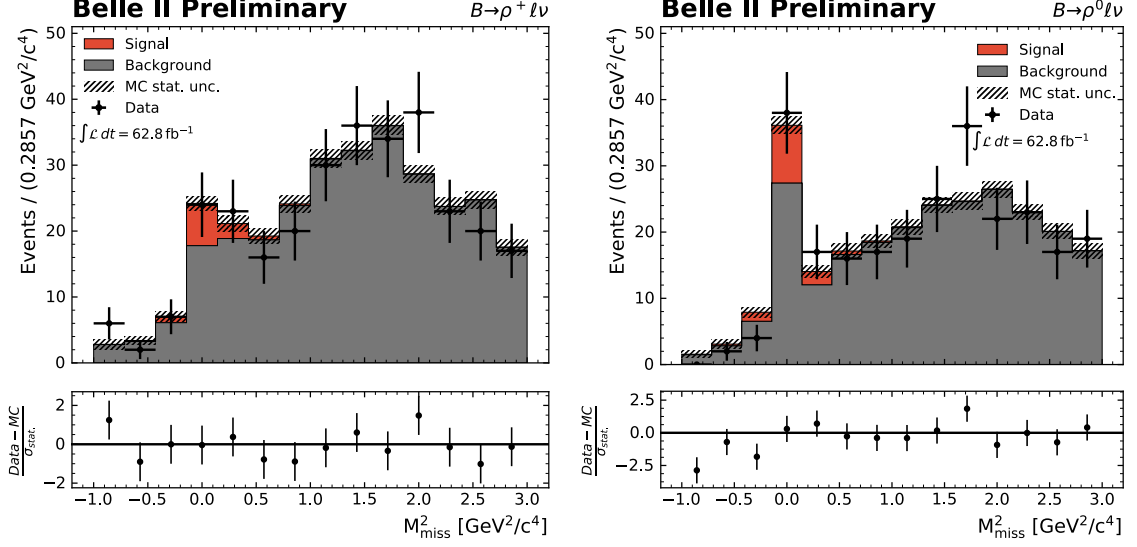 Belle II Preliminary B→ρ⁺ℓν
Events / (0.2857 GeV²/c⁴)
50
40
30
20
10
0
Signal
Background
MC stat. unc.
Data
∫ℒ dt = 62.8 fb⁻¹
Data − MC
σstat.
2
0
−2
−1.0 −0.5 0.0 0.5 1.0 1.5 2.0 2.5 3.0
M²miss [GeV²/c⁴]
Belle II Preliminary B→ρ⁰ℓν
Events / (0.2857 GeV²/c⁴)
50
40
30
20
10
0
Signal
Background
MC stat. unc.
Data
∫ℒ dt = 62.8 fb⁻¹
Data − MC
σstat.
2.5
0.0
−2.5
−1.0 −0.5 0.0 0.5 1.0 1.5 2.0 2.5 3.0
M²miss [GeV²/c⁴]